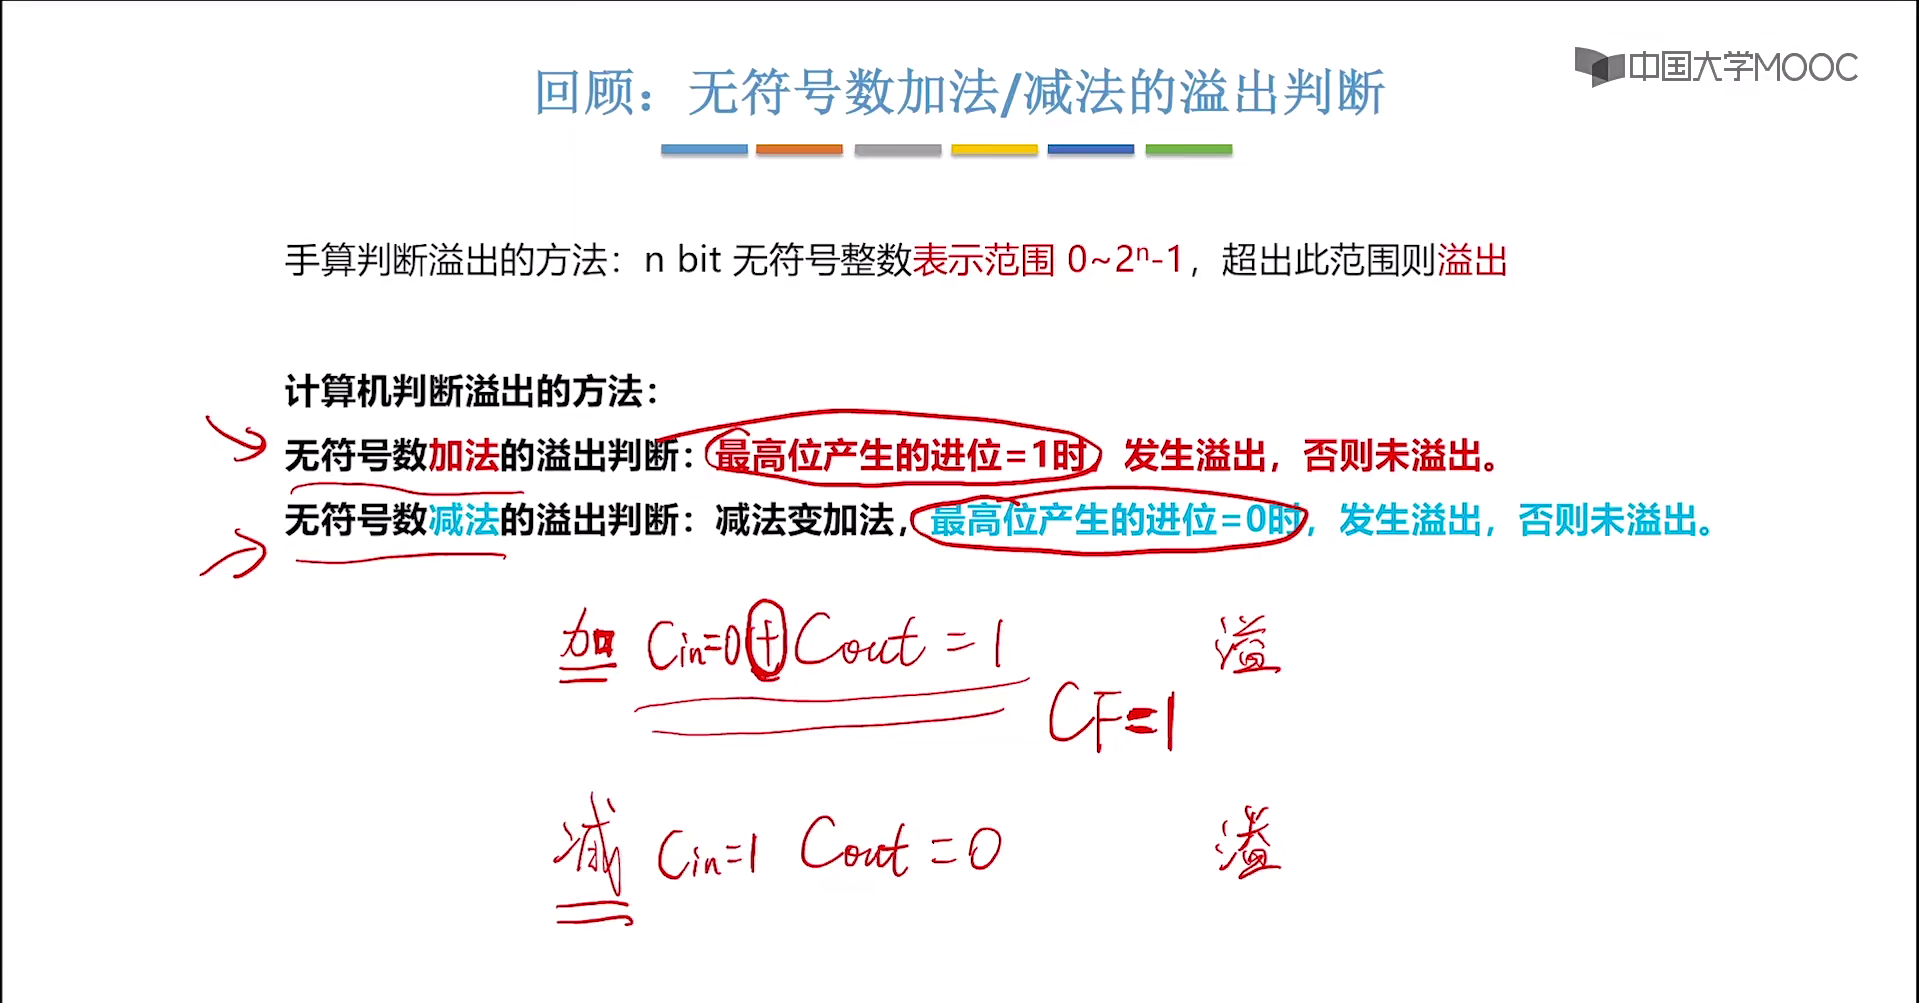 中国大学MOOC
回顾：无符号数加法/减法的溢出判断
手算判断溢出的方法：n bit 无符号整数表示范围 0~2ⁿ-1，超出此范围则溢出
计算机判断溢出的方法：
无符号数加法的溢出判断：最高位产生的进位=1时，发生溢出，否则未溢出。
无符号数减法的溢出判断：减法变加法，最高位产生的进位=0时，发生溢出，否则未溢出。
加 Cin=0 + Cout = 1 溢
CF=1
减 Cin=1 Cout = 0 溢